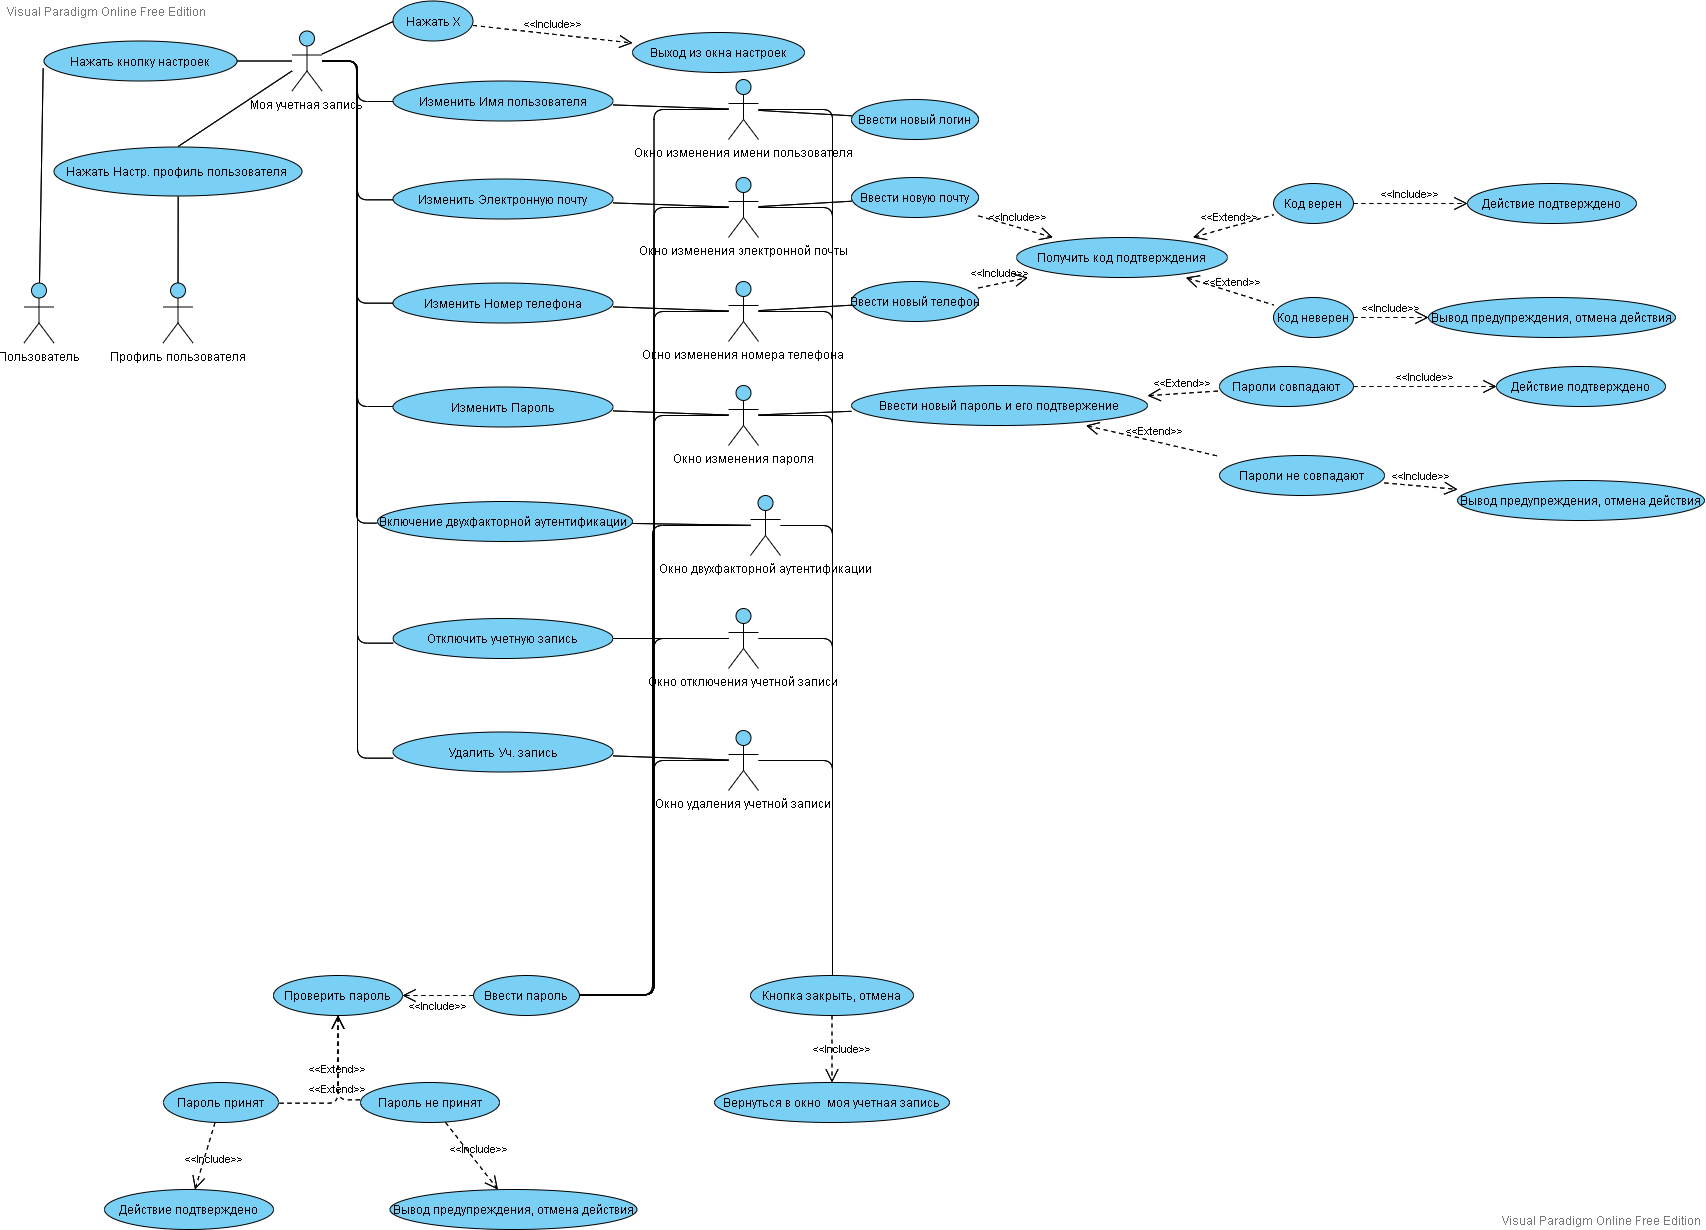 Visual Paradigm Online Free Edition
Нажать X
<<Include>>
Выход из окна настроек
Нажать кнопку настроек
Моя учетная запись
Изменить Имя пользователя
Ввести новый логин
Окно изменения имени пользователя
Нажать Настр. профиль пользователя
Изменить Электронную почту
Ввести новую почту
<<Include>>
Код верен
<<Include>>
Действие подтверждено
<<Extend>>
Окно изменения электронной почты
Получить код подтверждения
<<Include>>
<<Extend>>
Изменить Номер телефона
Ввести новый телефон
Код неверен
<<Include>>
Вывод предупреждения, отмена действия
Пользователь
Профиль пользователя
Окно изменения номера телефона
Изменить Пароль
Ввести новый пароль и его подтвержение
<<Extend>>
Пароли совпадают
<<Include>>
Действие подтверждено
<<Extend>>
Окно изменения пароля
Пароли не совпадают
<<Include>>
Вывод предупреждения, отмена действия
Включение двухфакторной аутентификации
Окно двухфакторной аутентификации
Отключить учетную запись
Окно отключения учетной записи
Удалить Уч. запись
Окно удаления учетной записи
Проверить пароль
<<Include>>
Ввести пароль
Кнопка закрыть, отмена
<<Include>>
<<Extend>>
<<Extend>>
Пароль принят
Пароль не принят
Вернуться в окно моя учетная запись
<<Include>>
<<Include>>
Действие подтверждено
Вывод предупреждения, отмена действия
Visual Paradigm Online Free Edition